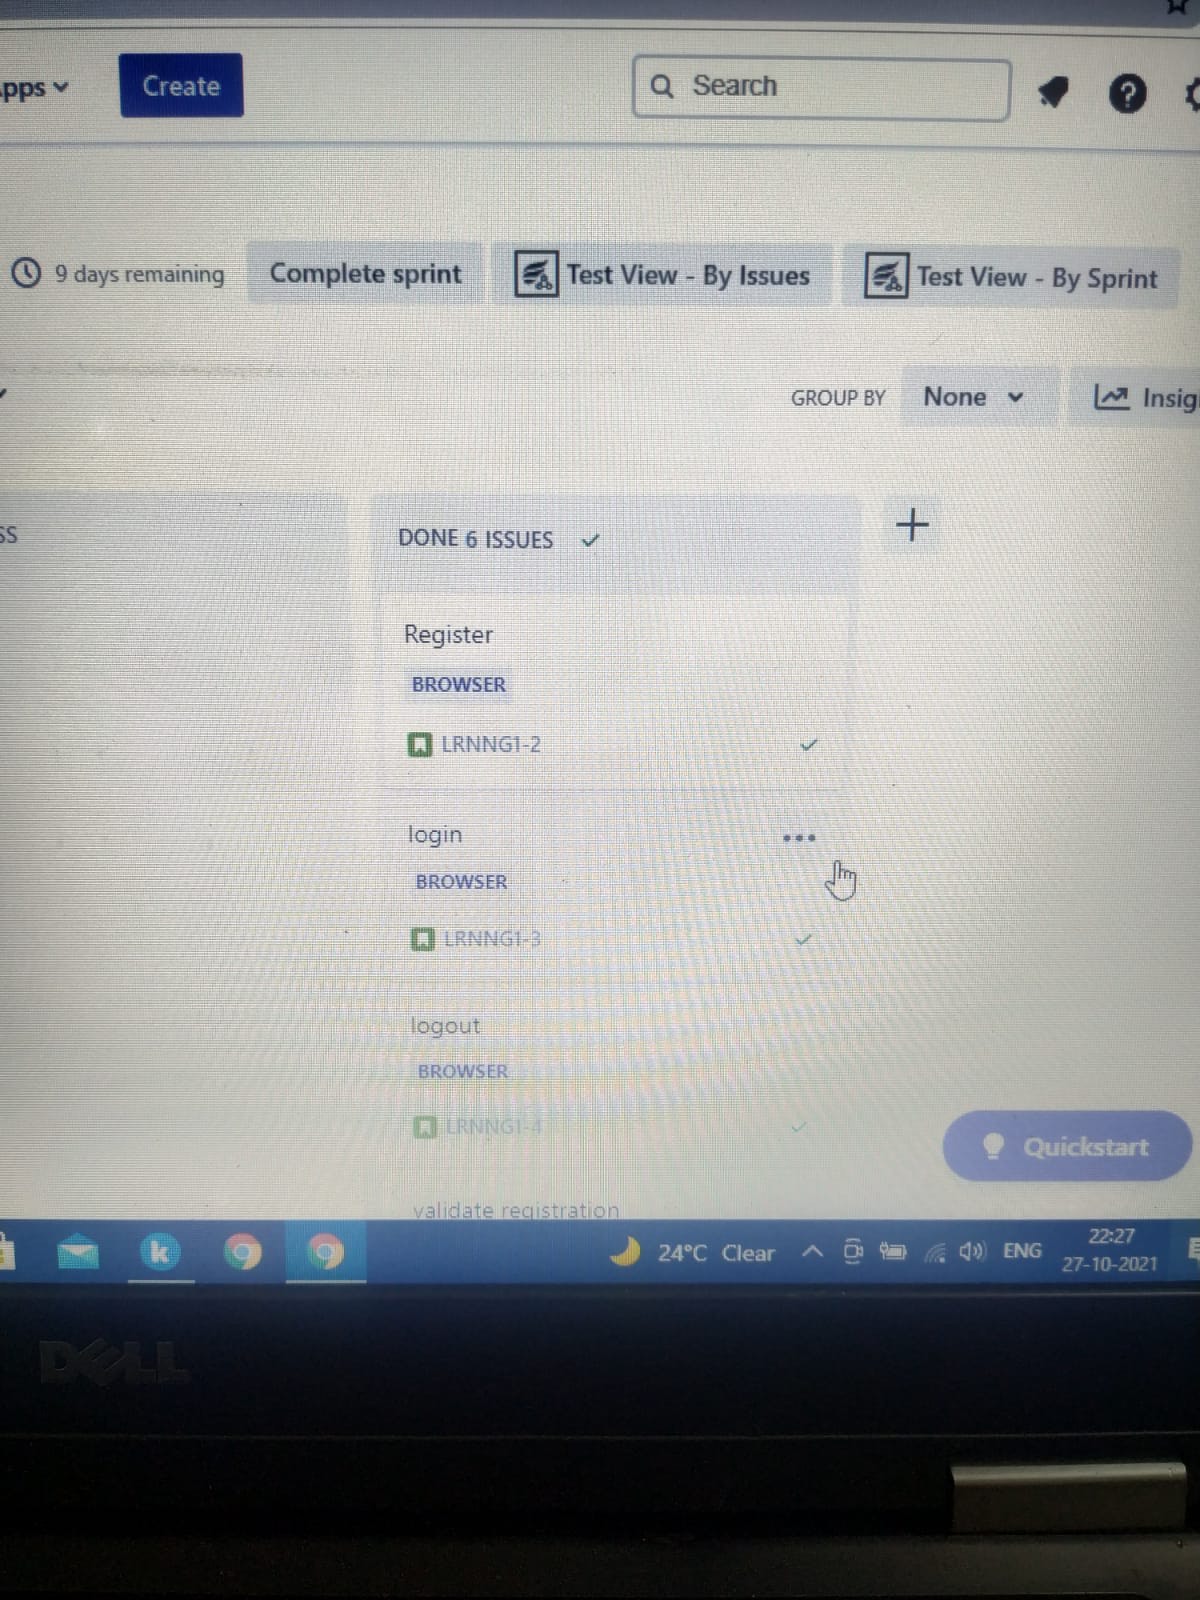 pps
Create
Search
9 days remaining
Complete sprint
Test View - By Issues
Test View - By Sprint
GROUP BY
None
Insig
SS
DONE 6 ISSUES
Register
BROWSER
LRNNG1-2
login
BROWSER
LRNNG1-3
logout
BROWSER
LRNNG1-4
Quickstart
validate registration
k
24°C Clear
ENG
22:27
27-10-2021
DELL